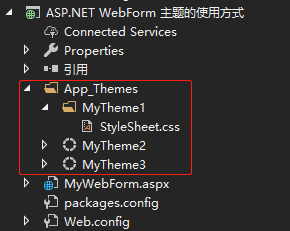 ASP.NET WebForm 主题的使用方式
Connected Services
Properties
引用
App_Themes
MyTheme1
StyleSheet.css
MyTheme2
MyTheme3
MyWebForm.aspx
packages.config
Web.config